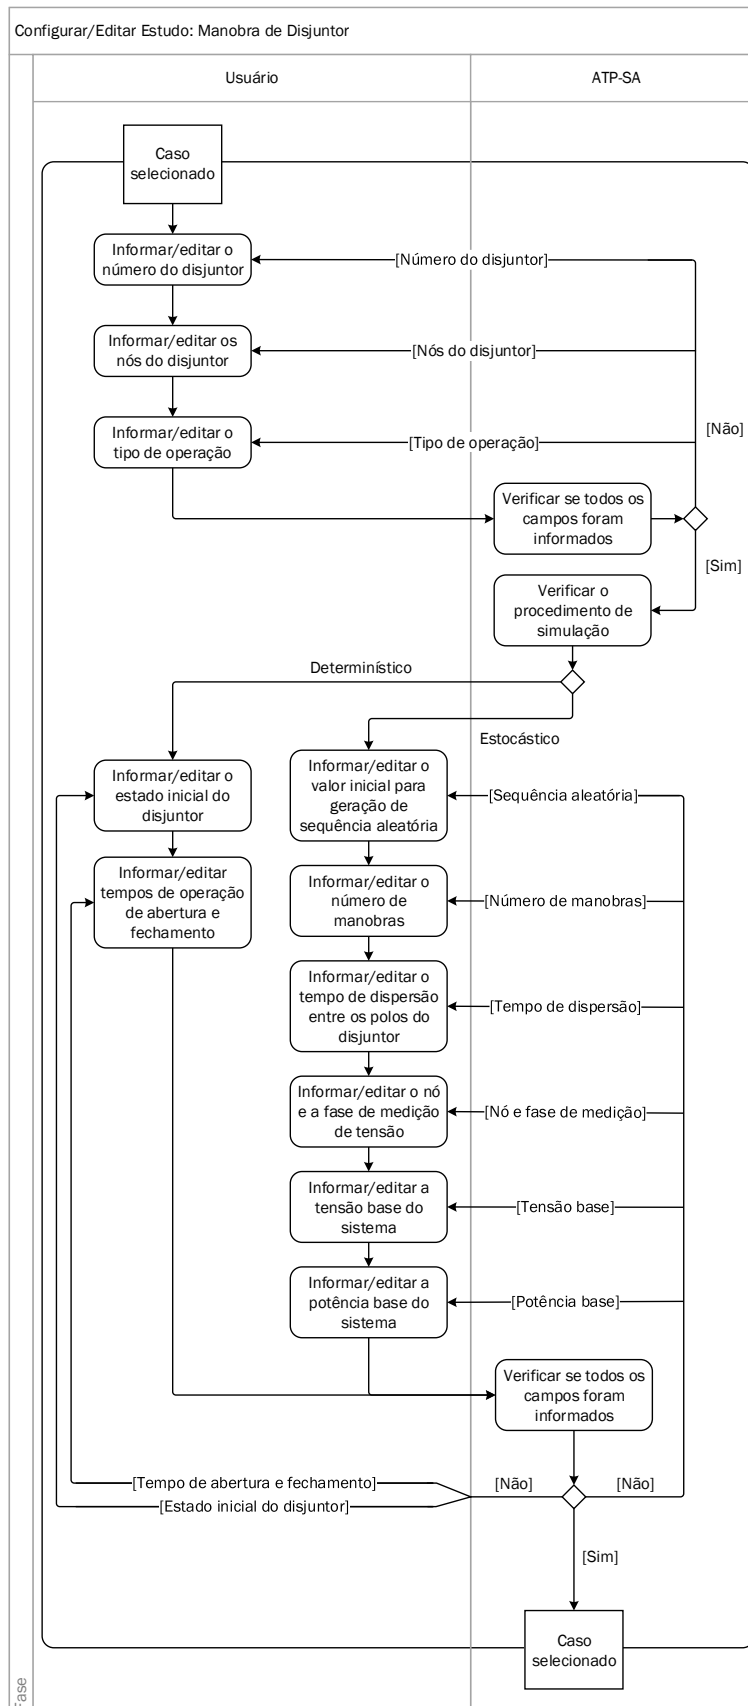 Configurar/Editar Estudo: Manobra de Disjuntor
Usuário
ATP-SA
Caso
selecionado
Informar/editar o
número do disjuntor
[Número do disjuntor]
Informar/editar os
nós do disjuntor
[Nós do disjuntor]
Informar/editar o
tipo de operação
[Tipo de operação]
[Não]
Verificar se todos os
campos foram
informados
[Sim]
Verificar o
procedimento de
simulação
Determinístico
Estocástico
Informar/editar o
estado inicial do
disjuntor
Informar/editar o
valor inicial para
geração de
sequência aleatória
[Sequência aleatória]
Informar/editar
tempos de operação
de abertura e
fechamento
Informar/editar o
número de
manobras
[Número de manobras]
Informar/editar o
tempo de dispersão
entre os polos do
disjuntor
[Tempo de dispersão]
Informar/editar o nó
e a fase de medição
de tensão
[Nó e fase de medição]
Informar/editar a
tensão base do
sistema
[Tensão base]
Informar/editar a
potência base do
sistema
[Potência base]
Verificar se todos os
campos foram
informados
[Tempo de abertura e fechamento]
[Estado inicial do disjuntor]
[Não]
[Não]
[Sim]
Caso
selecionado
Fase